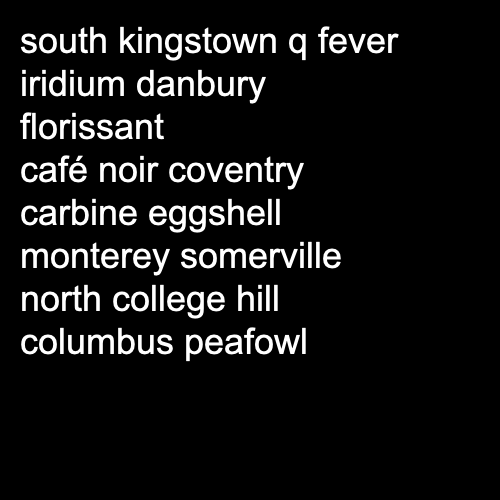 south kingstown q fever
iridium danbury
florissant
café noir coventry
carbine eggshell
monterey somerville
north college hill
columbus peafowl